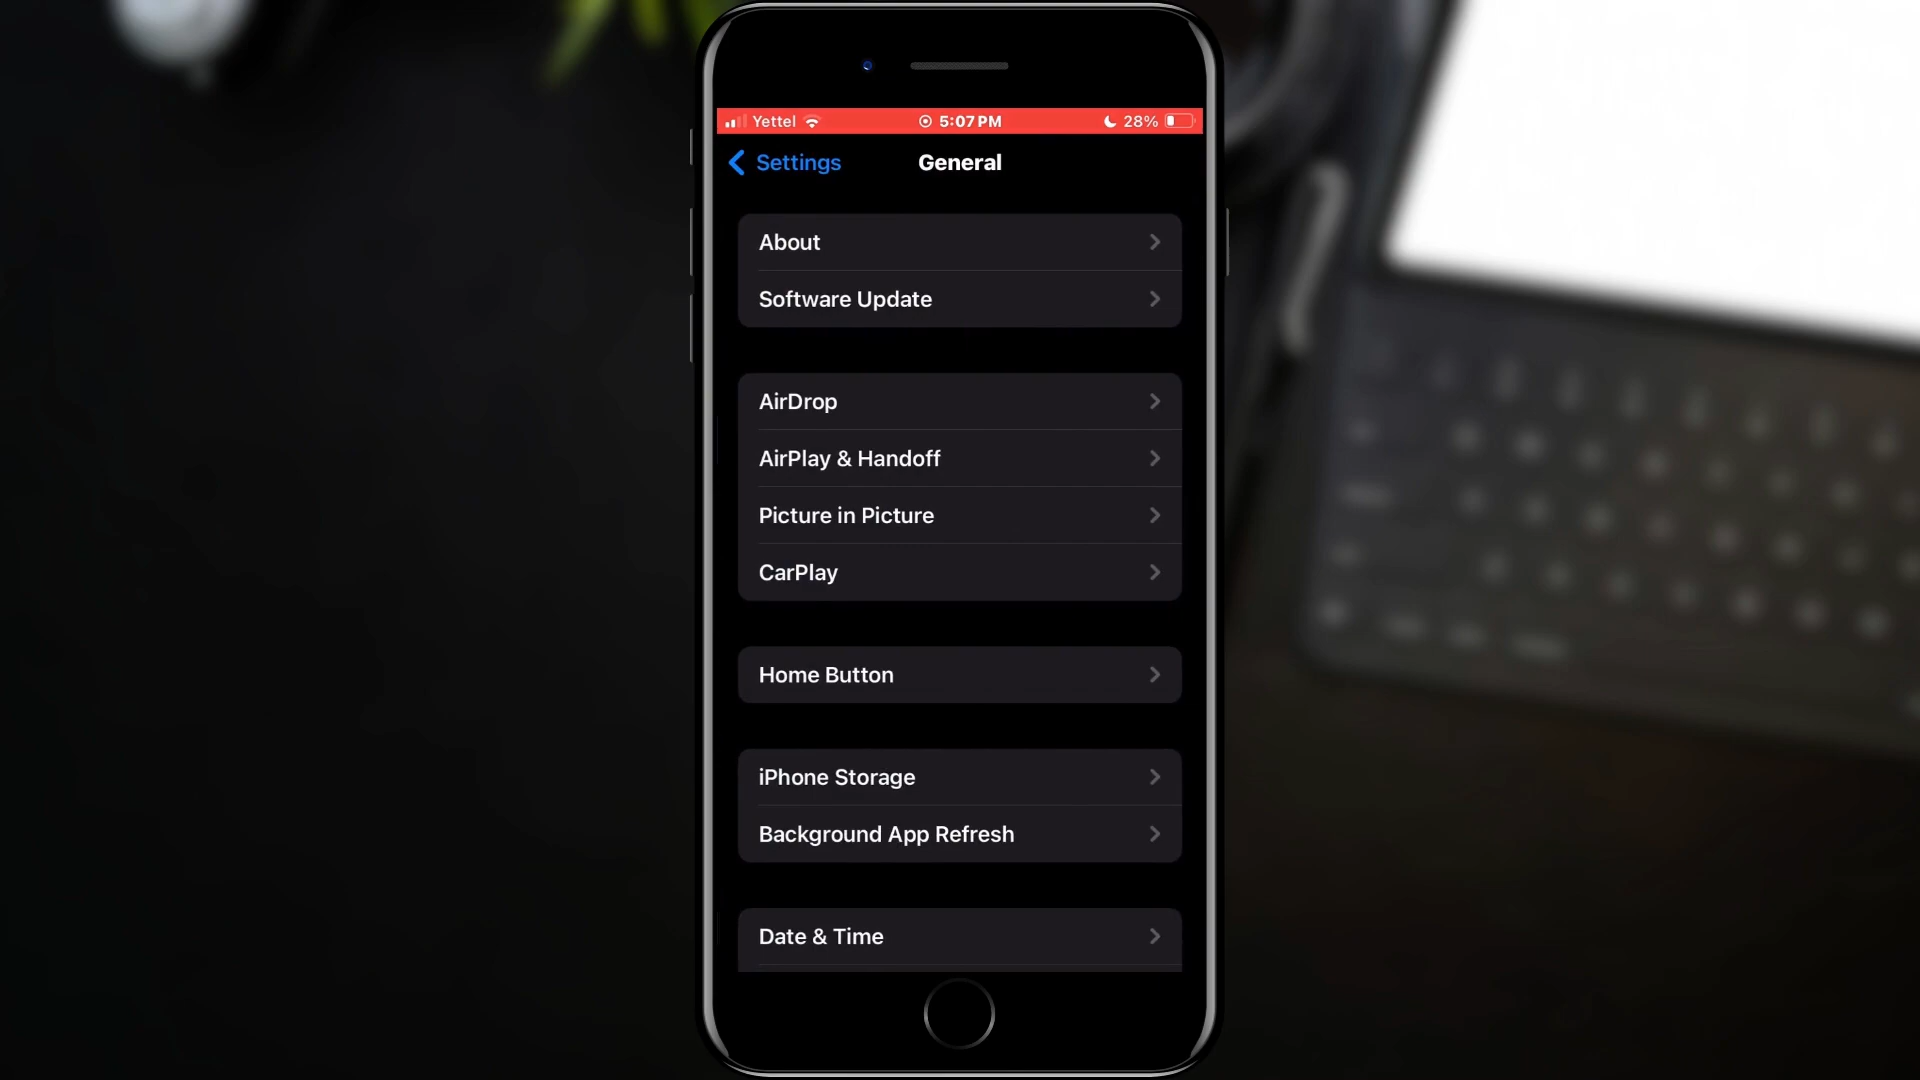 Yettel 5:07 PM 28%
Settings General
About
Software Update
AirDrop
AirPlay & Handoff
Picture in Picture
CarPlay
Home Button
iPhone Storage
Background App Refresh
Date & Time